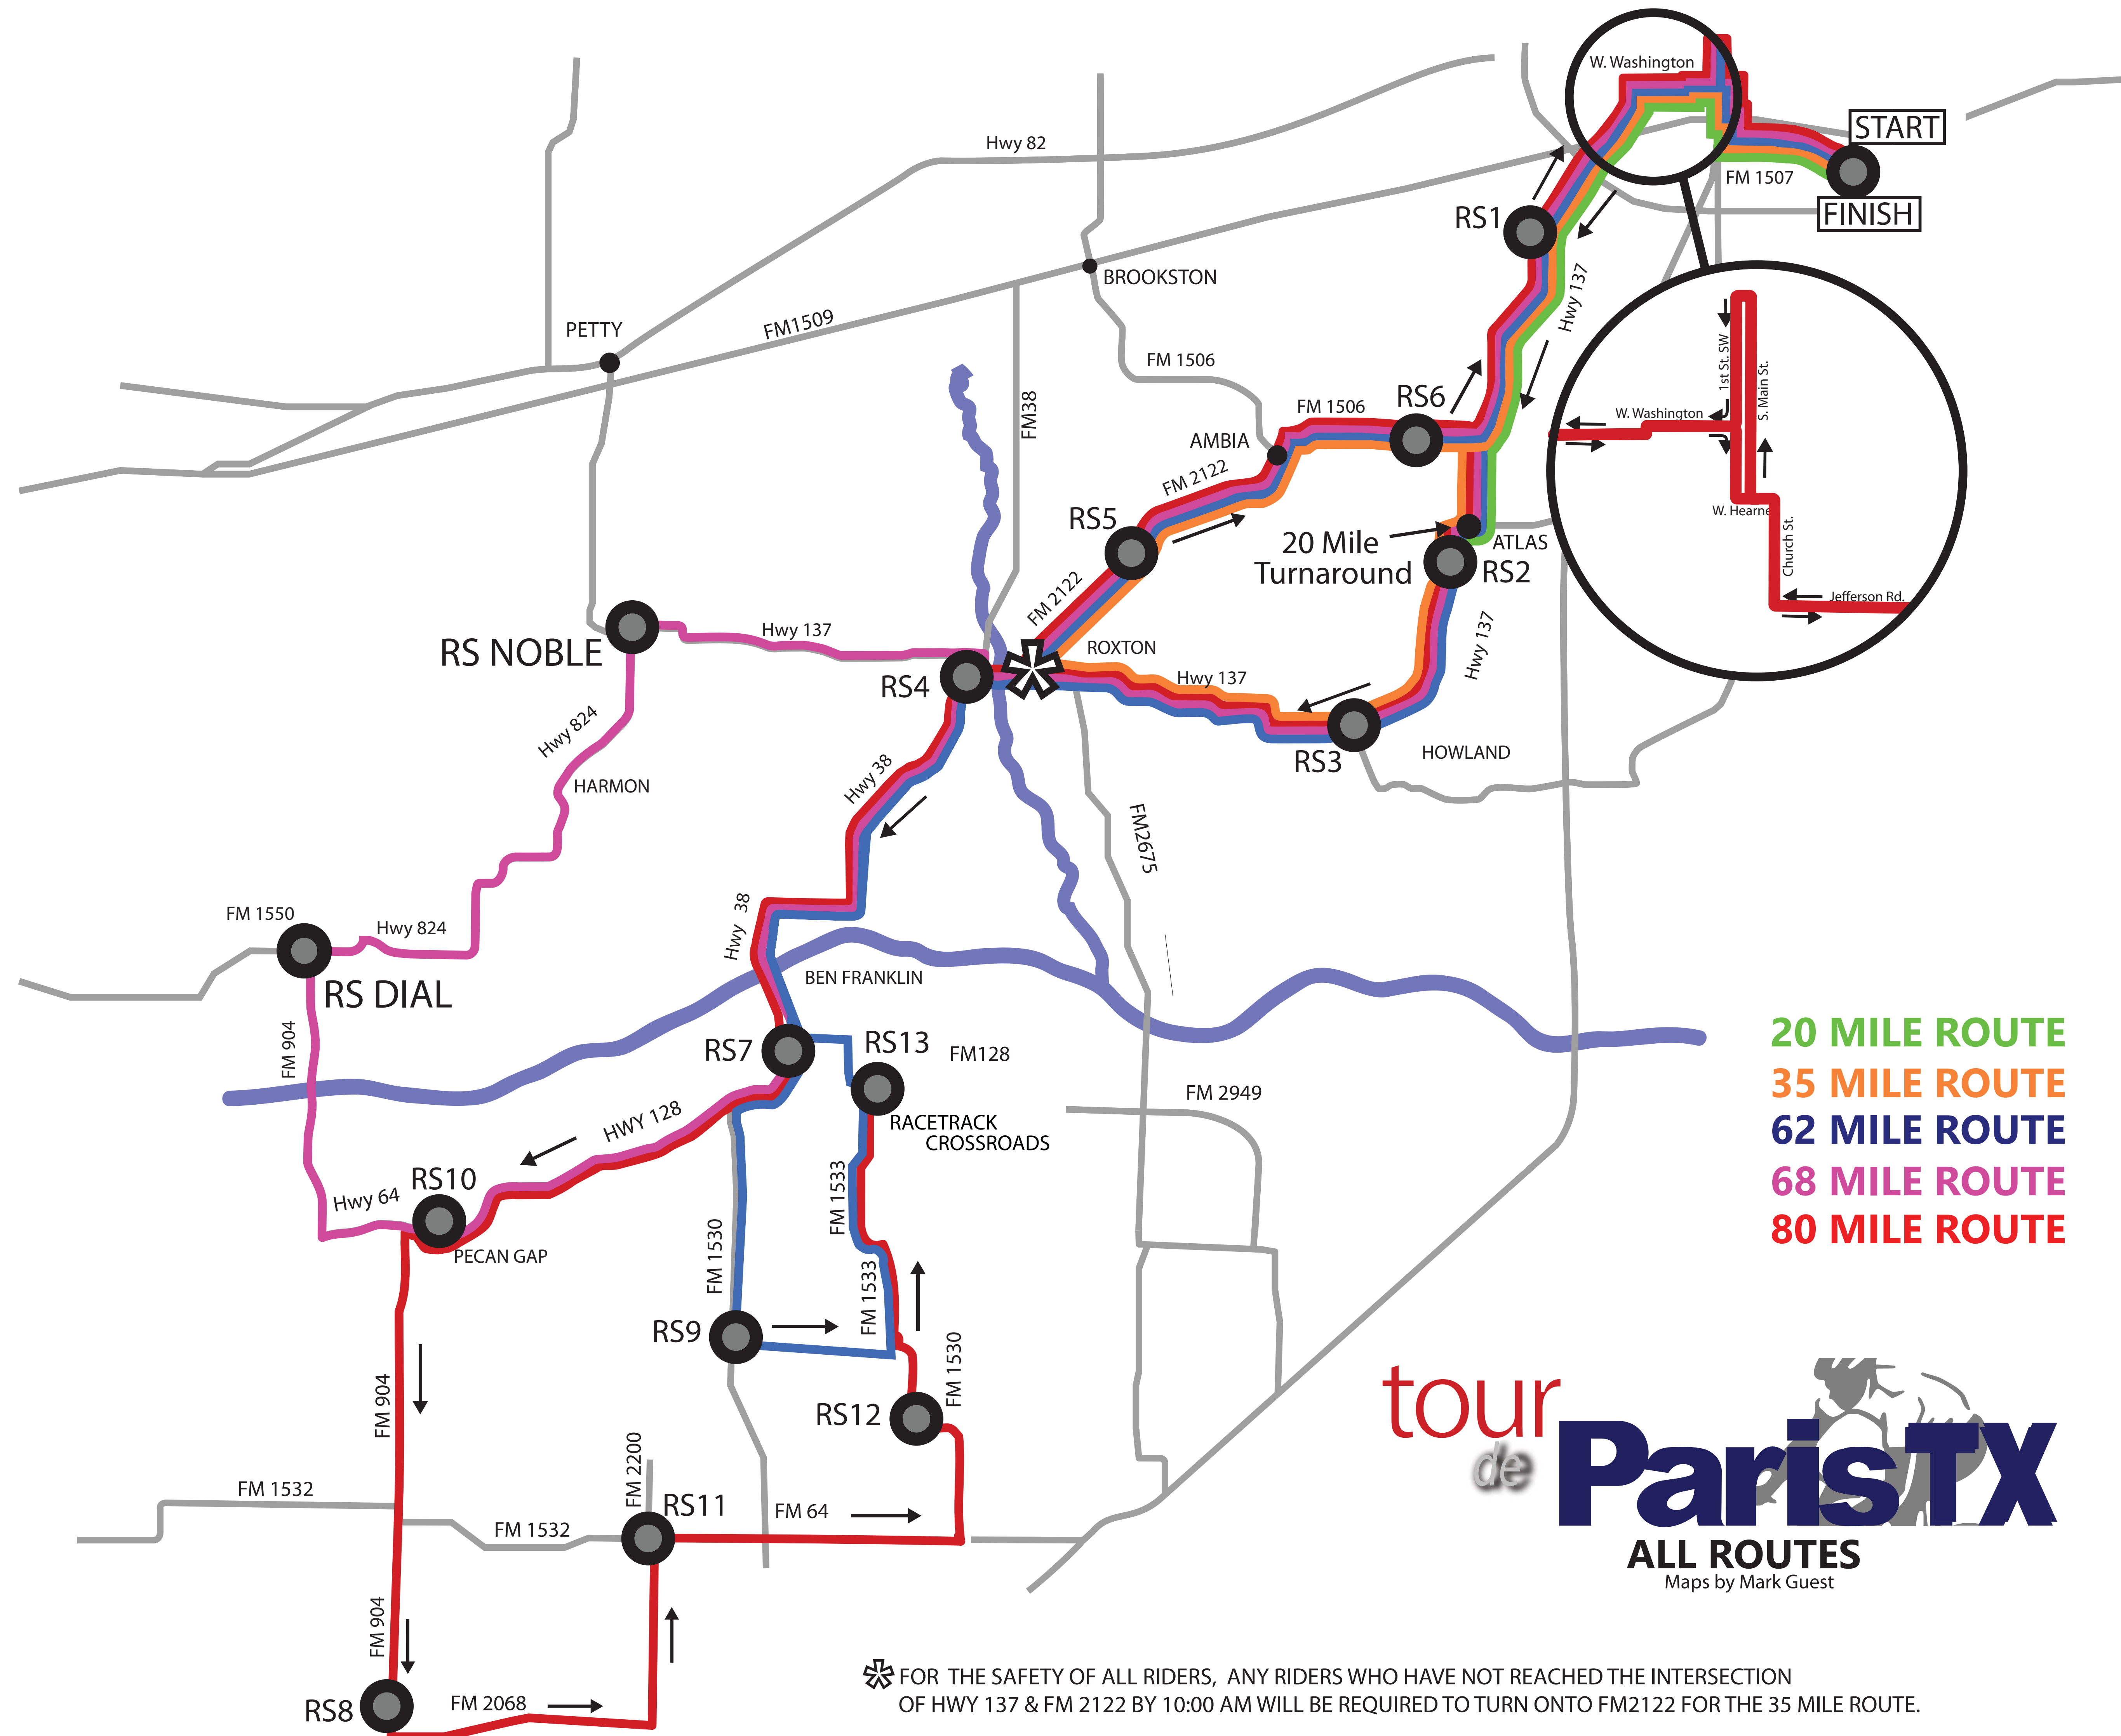 W. Washington
START
Hwy 82
FM 1507
FINISH
RS1
BROOKSTON
Hwy 137
FM1509
PETTY
FM 1506
1st St. SW
S. Main St.
FM38
RS6
FM 1506
W. Washington
AMBIA
FM 2122
W. Hearne
RS5
20 Mile
Turnaround
ATLAS
RS2
Church St.
Jefferson Rd.
FM 2122
RS NOBLE
Hwy 137
ROXTON
Hwy 137
Hwy 137
RS4
Hwy 824
RS3
HOWLAND
HARMON
Hwy 38
FM2675
FM 1550
Hwy 824
Hwy 38
RS DIAL
BEN FRANKLIN
FM 904
RS7
RS13
FM128
20 MILE ROUTE
35 MILE ROUTE
62 MILE ROUTE
68 MILE ROUTE
80 MILE ROUTE
FM 2949
HWY 128
RACETRACK
CROSSROADS
RS10
Hwy 64
FM 1533
PECAN GAP
FM 1530
FM 1533
RS9
FM 1530
FM 904
RS12
tour
de
Paris TX
ALL ROUTES
Maps by Mark Guest
FM 1532
FM 2200
RS11
FM 64
FM 1532
FM 904
RS8
FM 2068
FOR THE SAFETY OF ALL RIDERS, ANY RIDERS WHO HAVE NOT REACHED THE INTERSECTION
OF HWY 137 & FM 2122 BY 10:00 AM WILL BE REQUIRED TO TURN ONTO FM2122 FOR THE 35 MILE ROUTE.